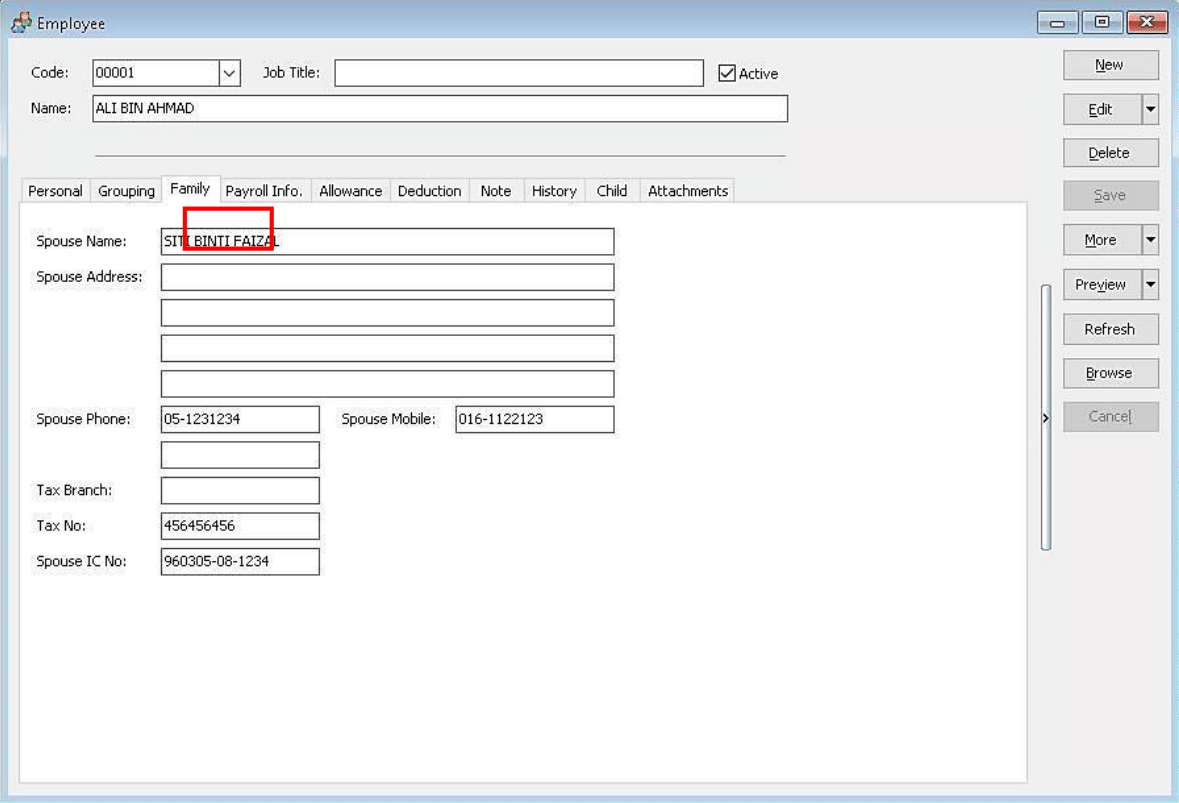 Employee
Code: 00001 Job Title: Active
Name: ALI BIN AHMAD
Personal Grouping Family Payroll Info. Allowance Deduction Note History Child Attachments
Spouse Name: SITI BINTI FAIZAL
Spouse Address:
Spouse Phone: 05-1231234 Spouse Mobile: 016-1122123
Tax Branch:
Tax No: 456456456
Spouse IC No: 960305-08-1234
New
Edit
Delete
Save
More
Preview
Refresh
Browse
Cancel